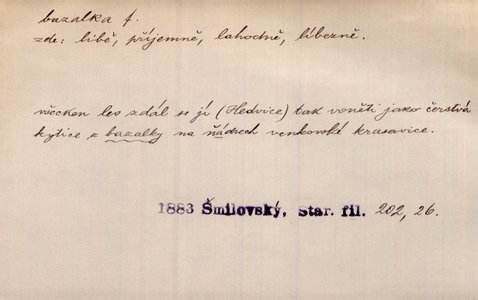 bazalka f.
zde: libě, příjemně, lahodně, líbezně.
všecken les zdál se jí (Hedvice) tak voněti jako čerstvá
kytice z bazalky na ňádrech venkovské krasavice.
1883 Šmilovský, Star. fil. 202, 26.